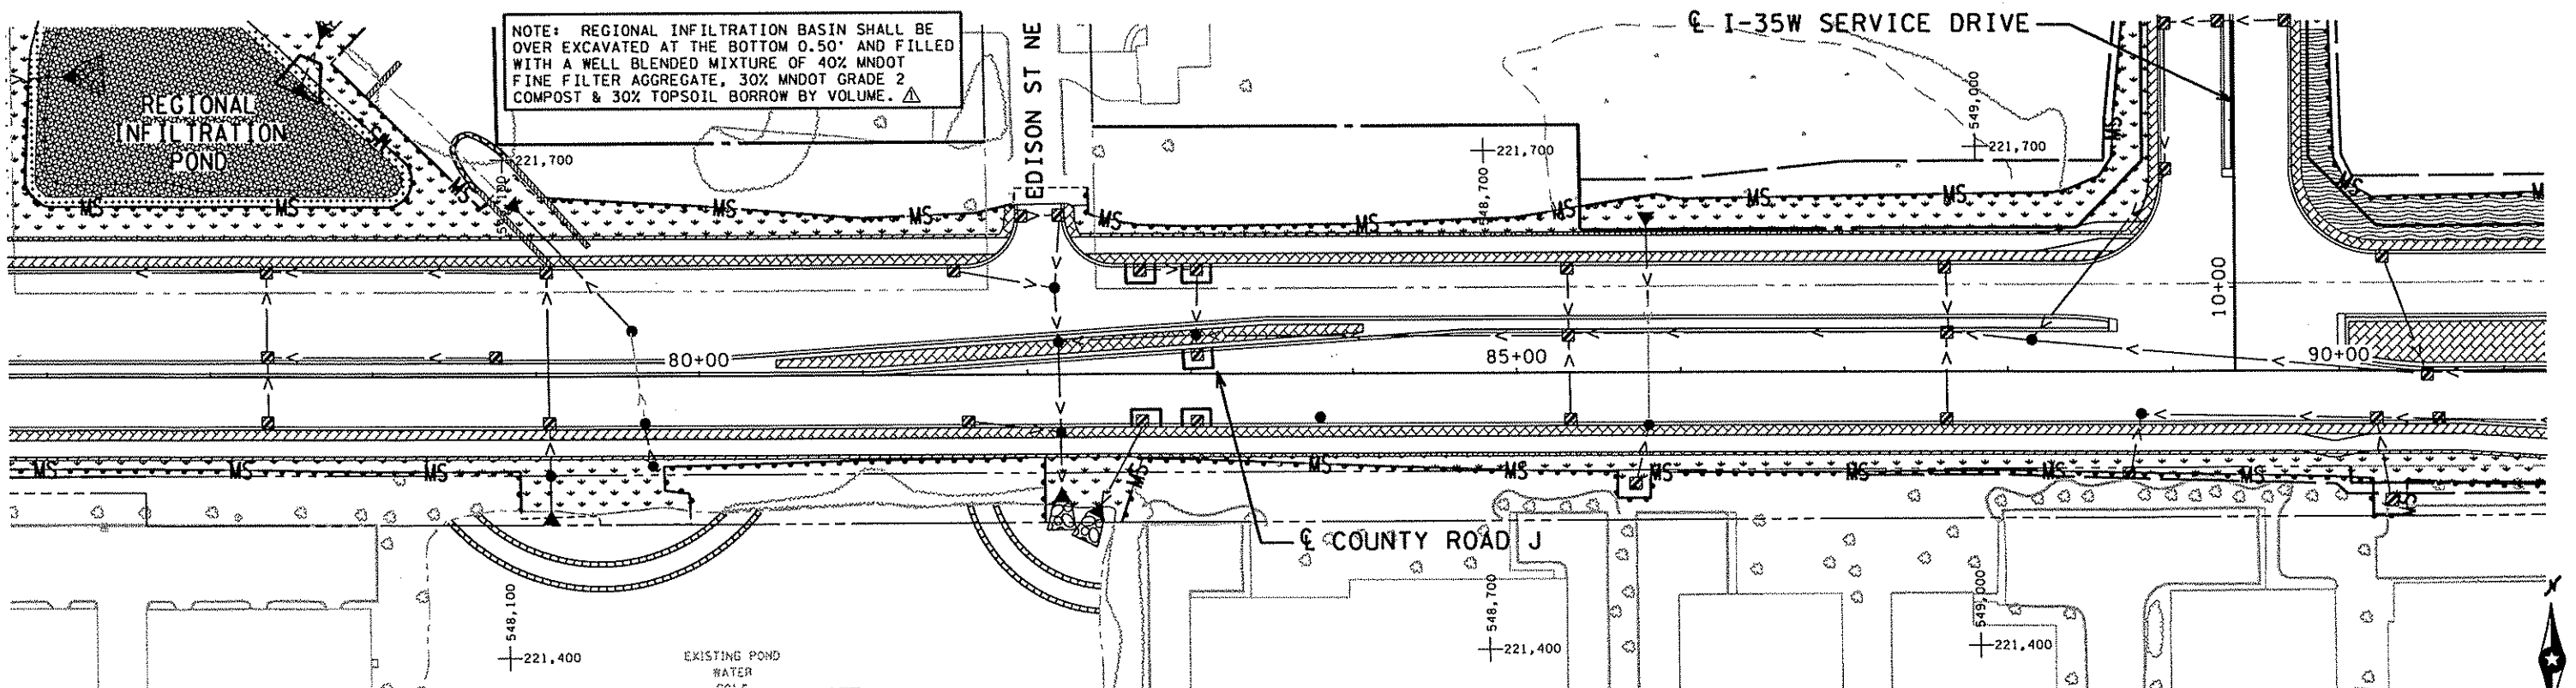 NOTE: REGIONAL INFILTRATION BASIN SHALL BE
OVER EXCAVATED AT THE BOTTOM 0.50' AND FILLED
WITH A WELL BLENDED MIXTURE OF 40% MNDOT
FINE FILTER AGGREGATE, 30% MNDOT GRADE 2
COMPOST & 30% TOPSOIL BORROW BY VOLUME. ⚠
EDISON ST NE
℄ I-35W SERVICE DRIVE
REGIONAL
INFILTRATION
POND
221,700
221,700
548,700
549,000
221,700
MS
MS
MS
MS
MS
MS
MS
MS
MS
MS
MS
MS
10+00
80+00
85+00
90+00
MS
MS
MS
MS
MS
MS
MS
MS
MS
MS
℄ COUNTY ROAD J
548,100
221,400
548,700
221,400
549,000
221,400
EXISTING POND
WATER
N